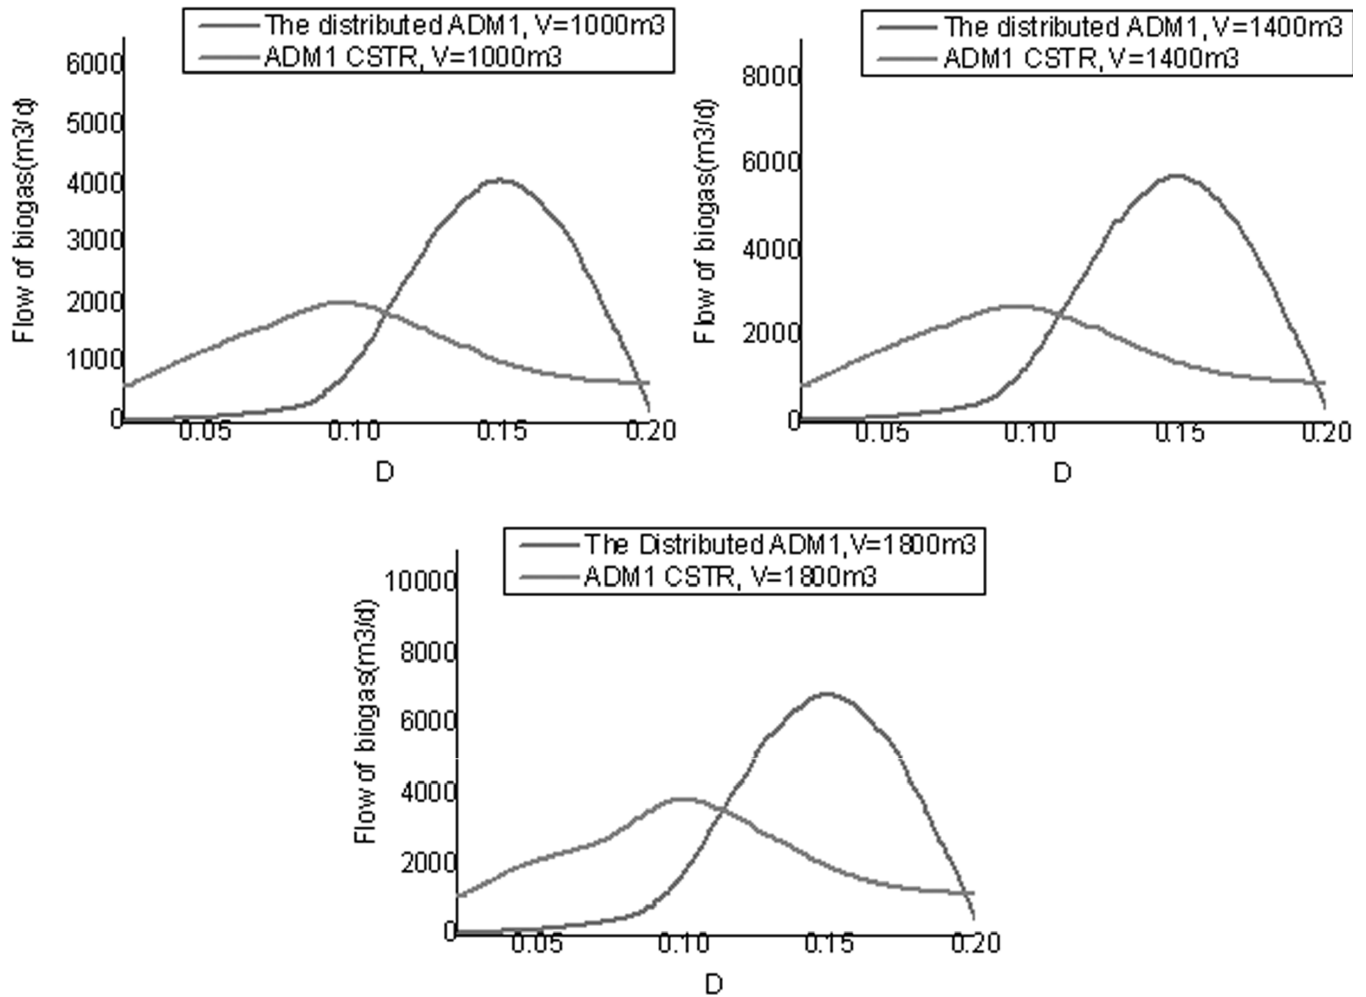 The distributed ADM1, V=1000m3
ADM1 CSTR, V=1000m3
Flow of biogas(m3/d)
6000
5000
4000
3000
2000
1000
0
0.05 0.10 0.15 0.20
D
The distributed ADM1, V=1400m3
ADM1 CSTR, V=1400m3
Flow of biogas(m3/d)
8000
6000
4000
2000
0
0.05 0.10 0.15 0.20
D
The Distributed ADM1,V=1800m3
ADM1 CSTR, V=1800m3
Flow of biogas(m3/d)
10000
8000
6000
4000
2000
0
0.05 0.10 0.15 0.20
D